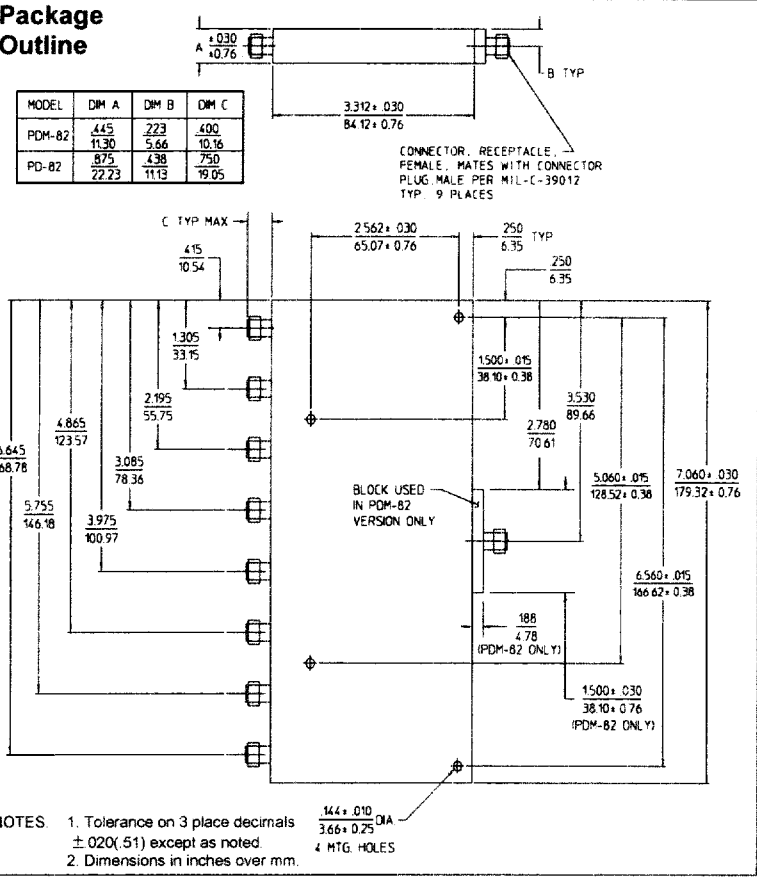 Package
Outline
A ±.030
±0.76
B TYP
3.312± .030
84.12± 0.76
MODEL DIM A DIM B DIM C
PDM-82 .445 .223 .400
11.30 5.66 10.16
PD-82 .875 .438 .750
22.23 11.13 19.05
CONNECTOR, RECEPTACLE,
FEMALE, MATES WITH CONNECTOR
PLUG, MALE PER MIL-C-39012
TYP. 9 PLACES
C TYP MAX
2.562± .030
65.07± 0.76
.250 TYP
6.35
.415
10.54
.250
6.35
1.305
33.15
1.500± .015
38.10± 0.38
2.195
55.75
3.530
89.66
4.865
123.57
2.780
70.61
6.645
168.78
3.085
78.36
5.060± .015
128.52± 0.38
7.060± .030
179.32± 0.76
5.755
146.18
3.975
100.97
BLOCK USED
IN PDM-82
VERSION ONLY
6.560± .015
166.62± 0.38
.188
4.78
(PDM-82 ONLY)
1.500± .030
38.10± 0.76
(PDM-82 ONLY)
NOTES. 1. Tolerance on 3 place decimals
±.020(.51) except as noted.
2. Dimensions in inches over mm.
.144± .010 DIA.
3.66± 0.25
4 MTG. HOLES